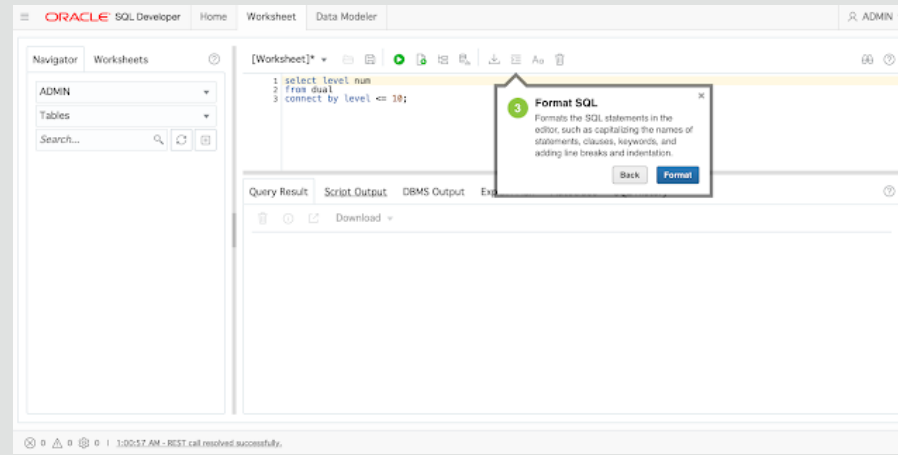 ORACLE SQL Developer Home Worksheet Data Modeler ADMIN
Navigator Worksheets
ADMIN
Tables
Search...
[Worksheet]*
Aa
1 select level num
2 from dual
3 connect by level <= 10;
3 Format SQL
Formats the SQL statements in the
editor, such as capitalizing the names of
statements, clauses, keywords, and
adding line breaks and indentation.
Back Format
Query Result Script Output DBMS Output
Download
0 0 0 | 1:00:57 AM - REST call resolved successfully.